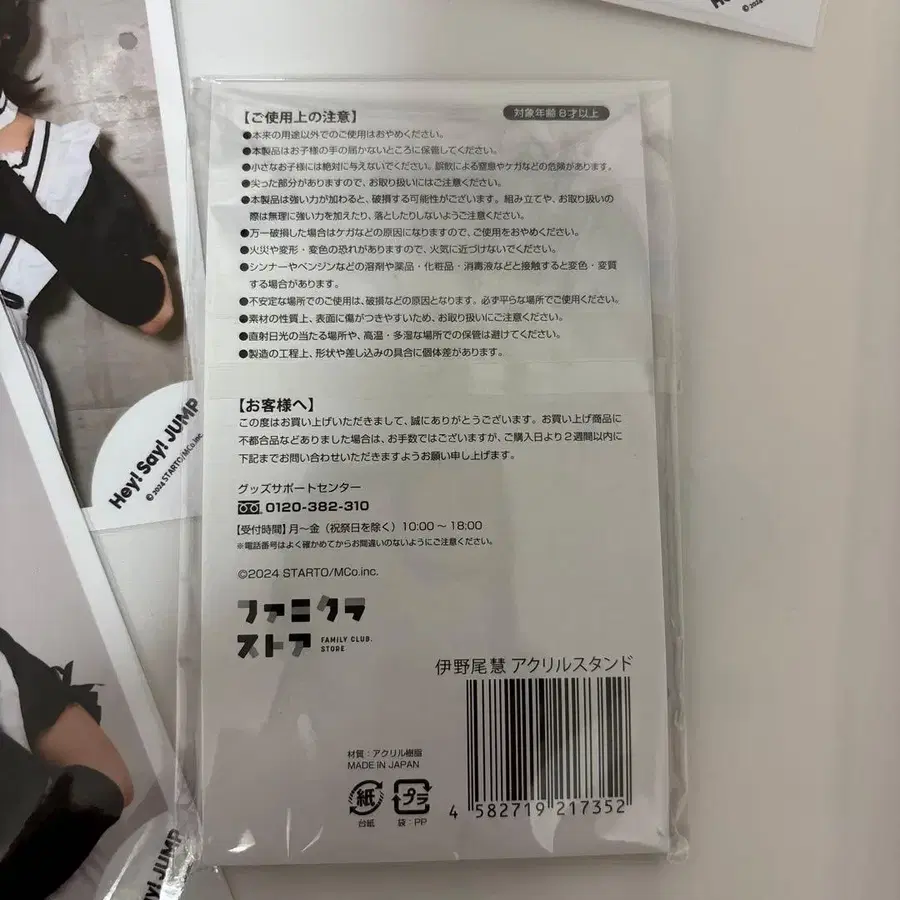 【ご使用上の注意】
対象年齢8才以上
●本来の用途以外でのご使用はおやめください。
●本製品はお子様の手の届かないところに保管してください。
●小さなお子様には絶対に与えないでください。誤飲による窒息やケガなどの危険があります。
●尖った部分がありますので、お取り扱いにはご注意ください。
●本製品は強い力が加わると、破損する可能性がございます。組み立てや、お取り扱いの
際は無理に強い力を加えたり、落としたりしないようご注意ください。
●万一破損した場合はケガなどの原因になりますので、ご使用をおやめください。
●火災や変形・変色の恐れがありますので、火気に近づけないでください。
●シンナーやベンジンなどの溶剤や薬品・化粧品・消毒液などと接触すると変色・変質
する場合があります。
●不安定な場所でのご使用は、破損などの原因となります。必ず平らな場所でご使用ください。
●素材の性質上、表面に傷がつきやすいため、お取り扱いにご注意ください。
●直射日光の当たる場所や、高温・多湿な場所での保管は避けてください。
●製造の工程上、形状や差し込みの具合に個体差があります。
【お客様へ】
この度はお買い上げいただきまして、誠にありがとうございます。お買い上げ商品に
不都合品などありました場合は、お手数ではございますが、ご購入日より2週間以内に
下記までお問い合わせいただきますようお願い申し上げます。
グッズサポートセンター
0120-382-310
【受付時間】月〜金(祝祭日を除く)10:00〜18:00
※電話番号はよく確かめてからお間違いのないようにご注意ください。
©2024 STARTO/MCo.inc.
ファミクラ
ストア
FAMILY CLUB.
STORE
伊野尾慧 アクリルスタンド
材質:アクリル樹脂
MADE IN JAPAN
紙
台紙
プラ
袋:PP
4 582719 217352
Hey! Say! JUMP
© 2024 STARTO/MCo.inc.
JUMP